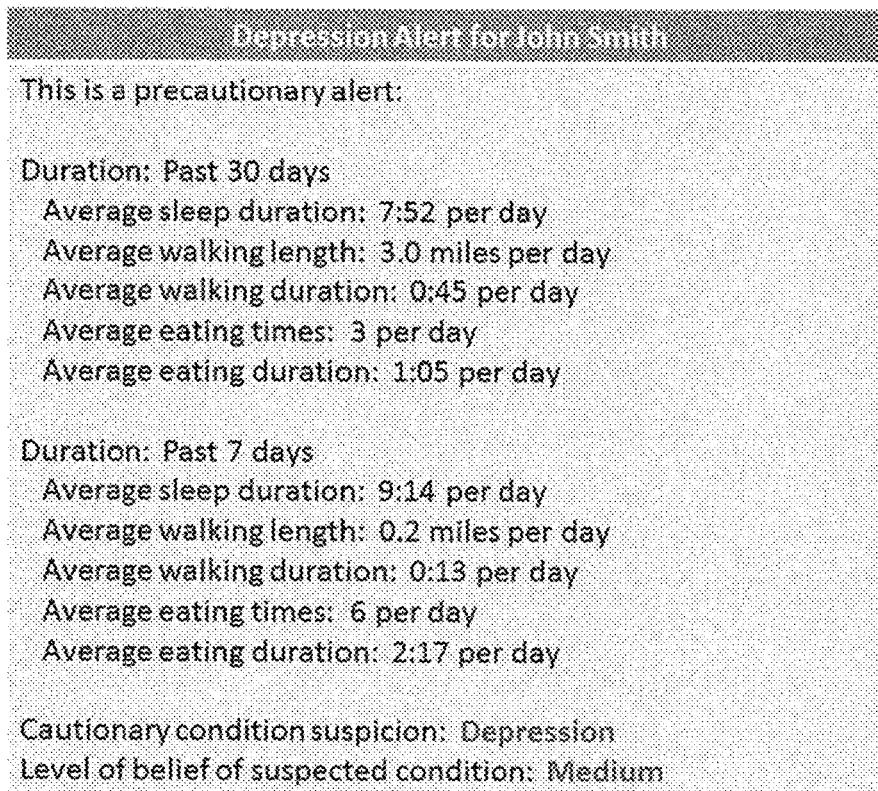 Depression Alert for John Smith
This is a precautionary alert:
Duration: Past 30 days
Average sleep duration: 7:52 per day
Average walking length: 3.0 miles per day
Average walking duration: 0:45 per day
Average eating times: 3 per day
Average eating duration: 1:05 per day
Duration: Past 7 days
Average sleep duration: 9:14 per day
Average walking length: 0.2 miles per day
Average walking duration: 0:13 per day
Average eating times: 6 per day
Average eating duration: 2:17 per day
Cautionary condition suspicion: Depression
Level of belief of suspected condition: Medium